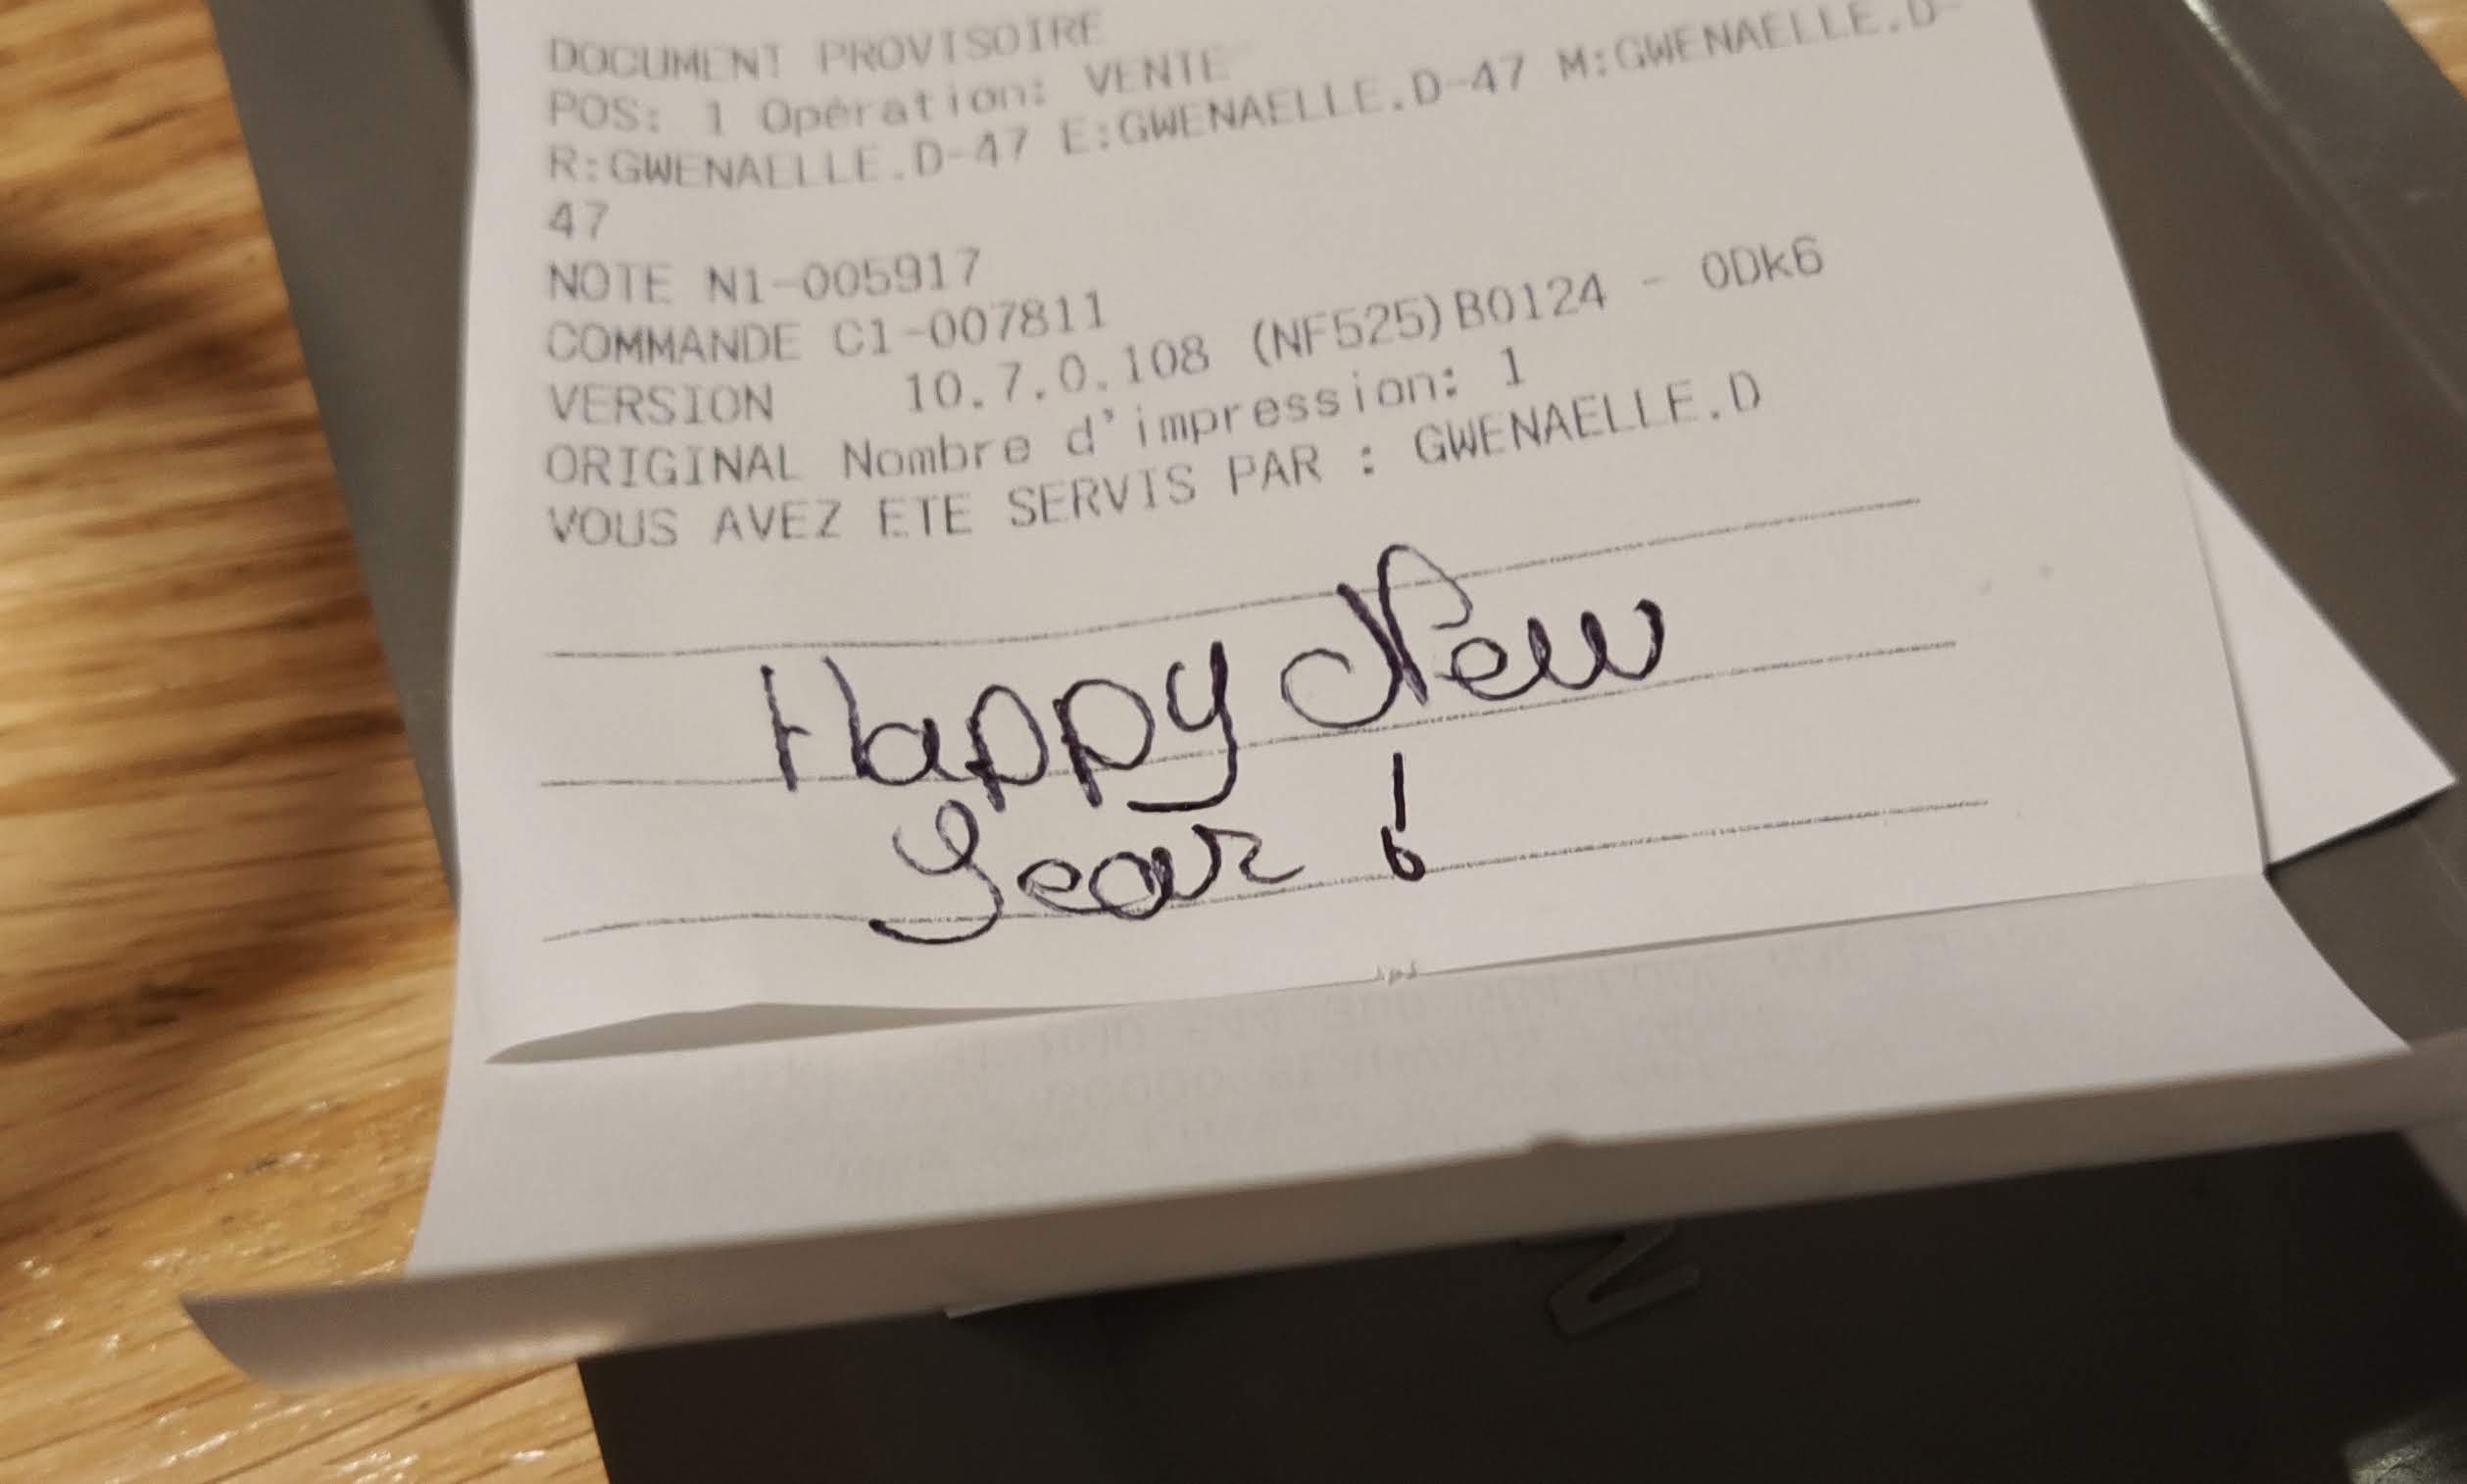 DOCUMENT PROVISOIRE
POS: 1 Opération: VENTE
R:GWENAELLE.D-47 E:GWENAELLE.D-47 M:GWENAELLE.D-
47
NOTE N1-005917
COMMANDE C1-007811
VERSION 10.7.0.108 (NF525)B0124 - 0Dk6
ORIGINAL Nombre d'impression: 1
VOUS AVEZ ETE SERVIS PAR : GWENAELLE.D
Happy New
Year !